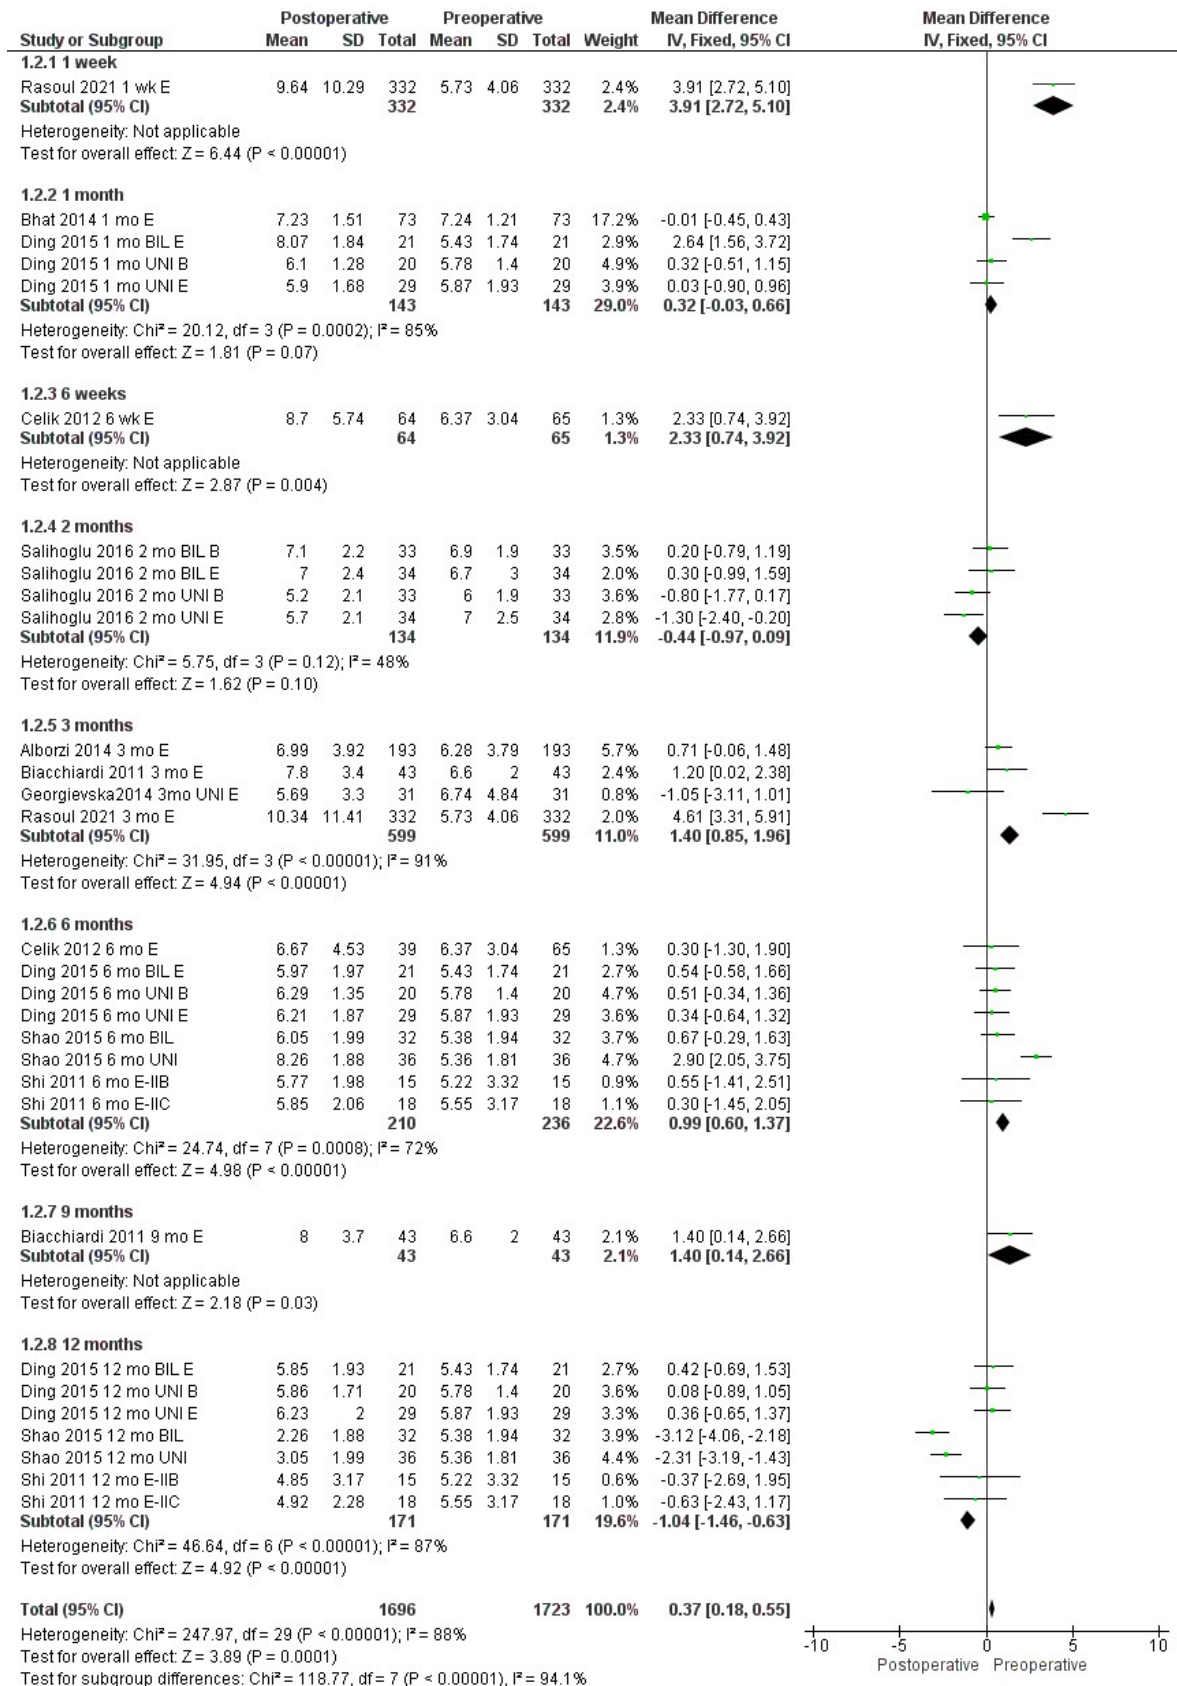 Postoperative Preoperative Mean Difference Mean Difference
Study or Subgroup Mean SD Total Mean SD Total Weight IV, Fixed, 95% CI IV, Fixed, 95% CI
1.2.1 1 week
Rasoul 2021 1 wk E 9.64 10.29 332 5.73 4.06 332 2.4% 3.91 [2.72, 5.10]
Subtotal (95% CI) 332 332 2.4% 3.91 [2.72, 5.10]
Heterogeneity: Not applicable
Test for overall effect: Z = 6.44 (P < 0.00001)
1.2.2 1 month
Bhat 2014 1 mo E 7.23 1.51 73 7.24 1.21 73 17.2% -0.01 [-0.45, 0.43]
Ding 2015 1 mo BIL E 8.07 1.84 21 5.43 1.74 21 2.9% 2.64 [1.56, 3.72]
Ding 2015 1 mo UNI B 6.1 1.28 20 5.78 1.4 20 4.9% 0.32 [-0.51, 1.15]
Ding 2015 1 mo UNI E 5.9 1.68 29 5.87 1.93 29 3.9% 0.03 [-0.90, 0.96]
Subtotal (95% CI) 143 143 29.0% 0.32 [-0.03, 0.66]
Heterogeneity: Chi² = 20.12, df = 3 (P = 0.0002); I² = 85%
Test for overall effect: Z = 1.81 (P = 0.07)
1.2.3 6 weeks
Celik 2012 6 wk E 8.7 5.74 64 6.37 3.04 65 1.3% 2.33 [0.74, 3.92]
Subtotal (95% CI) 64 65 1.3% 2.33 [0.74, 3.92]
Heterogeneity: Not applicable
Test for overall effect: Z = 2.87 (P = 0.004)
1.2.4 2 months
Salihoglu 2016 2 mo BIL B 7.1 2.2 33 6.9 1.9 33 3.5% 0.20 [-0.79, 1.19]
Salihoglu 2016 2 mo BIL E 7 2.4 34 6.7 3 34 2.0% 0.30 [-0.99, 1.59]
Salihoglu 2016 2 mo UNI B 5.2 2.1 33 6 1.9 33 3.6% -0.80 [-1.77, 0.17]
Salihoglu 2016 2 mo UNI E 5.7 2.1 34 7 2.5 34 2.8% -1.30 [-2.40, -0.20]
Subtotal (95% CI) 134 134 11.9% -0.44 [-0.97, 0.09]
Heterogeneity: Chi² = 5.75, df = 3 (P = 0.12); I² = 48%
Test for overall effect: Z = 1.62 (P = 0.10)
1.2.5 3 months
Alborzi 2014 3 mo E 6.99 3.92 193 6.28 3.79 193 5.7% 0.71 [-0.06, 1.48]
Biacchiardi 2011 3 mo E 7.8 3.4 43 6.6 2 43 2.4% 1.20 [0.02, 2.38]
Georgievska2014 3mo UNI E 5.69 3.3 31 6.74 4.84 31 0.8% -1.05 [-3.11, 1.01]
Rasoul 2021 3 mo E 10.34 11.41 332 5.73 4.06 332 2.0% 4.61 [3.31, 5.91]
Subtotal (95% CI) 599 599 11.0% 1.40 [0.85, 1.96]
Heterogeneity: Chi² = 31.95, df = 3 (P < 0.00001); I² = 91%
Test for overall effect: Z = 4.94 (P < 0.00001)
1.2.6 6 months
Celik 2012 6 mo E 6.67 4.53 39 6.37 3.04 65 1.3% 0.30 [-1.30, 1.90]
Ding 2015 6 mo BIL E 5.97 1.97 21 5.43 1.74 21 2.7% 0.54 [-0.58, 1.66]
Ding 2015 6 mo UNI B 6.29 1.35 20 5.78 1.4 20 4.7% 0.51 [-0.34, 1.36]
Ding 2015 6 mo UNI E 6.21 1.87 29 5.87 1.93 29 3.6% 0.34 [-0.64, 1.32]
Shao 2015 6 mo BIL 6.05 1.99 32 5.38 1.94 32 3.7% 0.67 [-0.29, 1.63]
Shao 2015 6 mo UNI 8.26 1.88 36 5.36 1.81 36 4.7% 2.90 [2.05, 3.75]
Shi 2011 6 mo E-IIB 5.77 1.98 15 5.22 3.32 15 0.9% 0.55 [-1.41, 2.51]
Shi 2011 6 mo E-IIC 5.85 2.06 18 5.55 3.17 18 1.1% 0.30 [-1.45, 2.05]
Subtotal (95% CI) 210 236 22.6% 0.99 [0.60, 1.37]
Heterogeneity: Chi² = 24.74, df = 7 (P = 0.0008); I² = 72%
Test for overall effect: Z = 4.98 (P < 0.00001)
1.2.7 9 months
Biacchiardi 2011 9 mo E 8 3.7 43 6.6 2 43 2.1% 1.40 [0.14, 2.66]
Subtotal (95% CI) 43 43 2.1% 1.40 [0.14, 2.66]
Heterogeneity: Not applicable
Test for overall effect: Z = 2.18 (P = 0.03)
1.2.8 12 months
Ding 2015 12 mo BIL E 5.85 1.93 21 5.43 1.74 21 2.7% 0.42 [-0.69, 1.53]
Ding 2015 12 mo UNI B 5.86 1.71 20 5.78 1.4 20 3.6% 0.08 [-0.89, 1.05]
Ding 2015 12 mo UNI E 6.23 2 29 5.87 1.93 29 3.3% 0.36 [-0.65, 1.37]
Shao 2015 12 mo BIL 2.26 1.88 32 5.38 1.94 32 3.9% -3.12 [-4.06, -2.18]
Shao 2015 12 mo UNI 3.05 1.99 36 5.36 1.81 36 4.4% -2.31 [-3.19, -1.43]
Shi 2011 12 mo E-IIB 4.85 3.17 15 5.22 3.32 15 0.6% -0.37 [-2.69, 1.95]
Shi 2011 12 mo E-IIC 4.92 2.28 18 5.55 3.17 18 1.0% -0.63 [-2.43, 1.17]
Subtotal (95% CI) 171 171 19.6% -1.04 [-1.46, -0.63]
Heterogeneity: Chi² = 46.64, df = 6 (P < 0.00001); I² = 87%
Test for overall effect: Z = 4.92 (P < 0.00001)
Total (95% CI) 1696 1723 100.0% 0.37 [0.18, 0.55]
Heterogeneity: Chi² = 247.97, df = 29 (P < 0.00001); I² = 88%
Test for overall effect: Z = 3.89 (P = 0.0001)
Test for subgroup differences: Chi² = 118.77, df = 7 (P < 0.00001), I² = 94.1%
-10 -5 0 5 10
Postoperative Preoperative